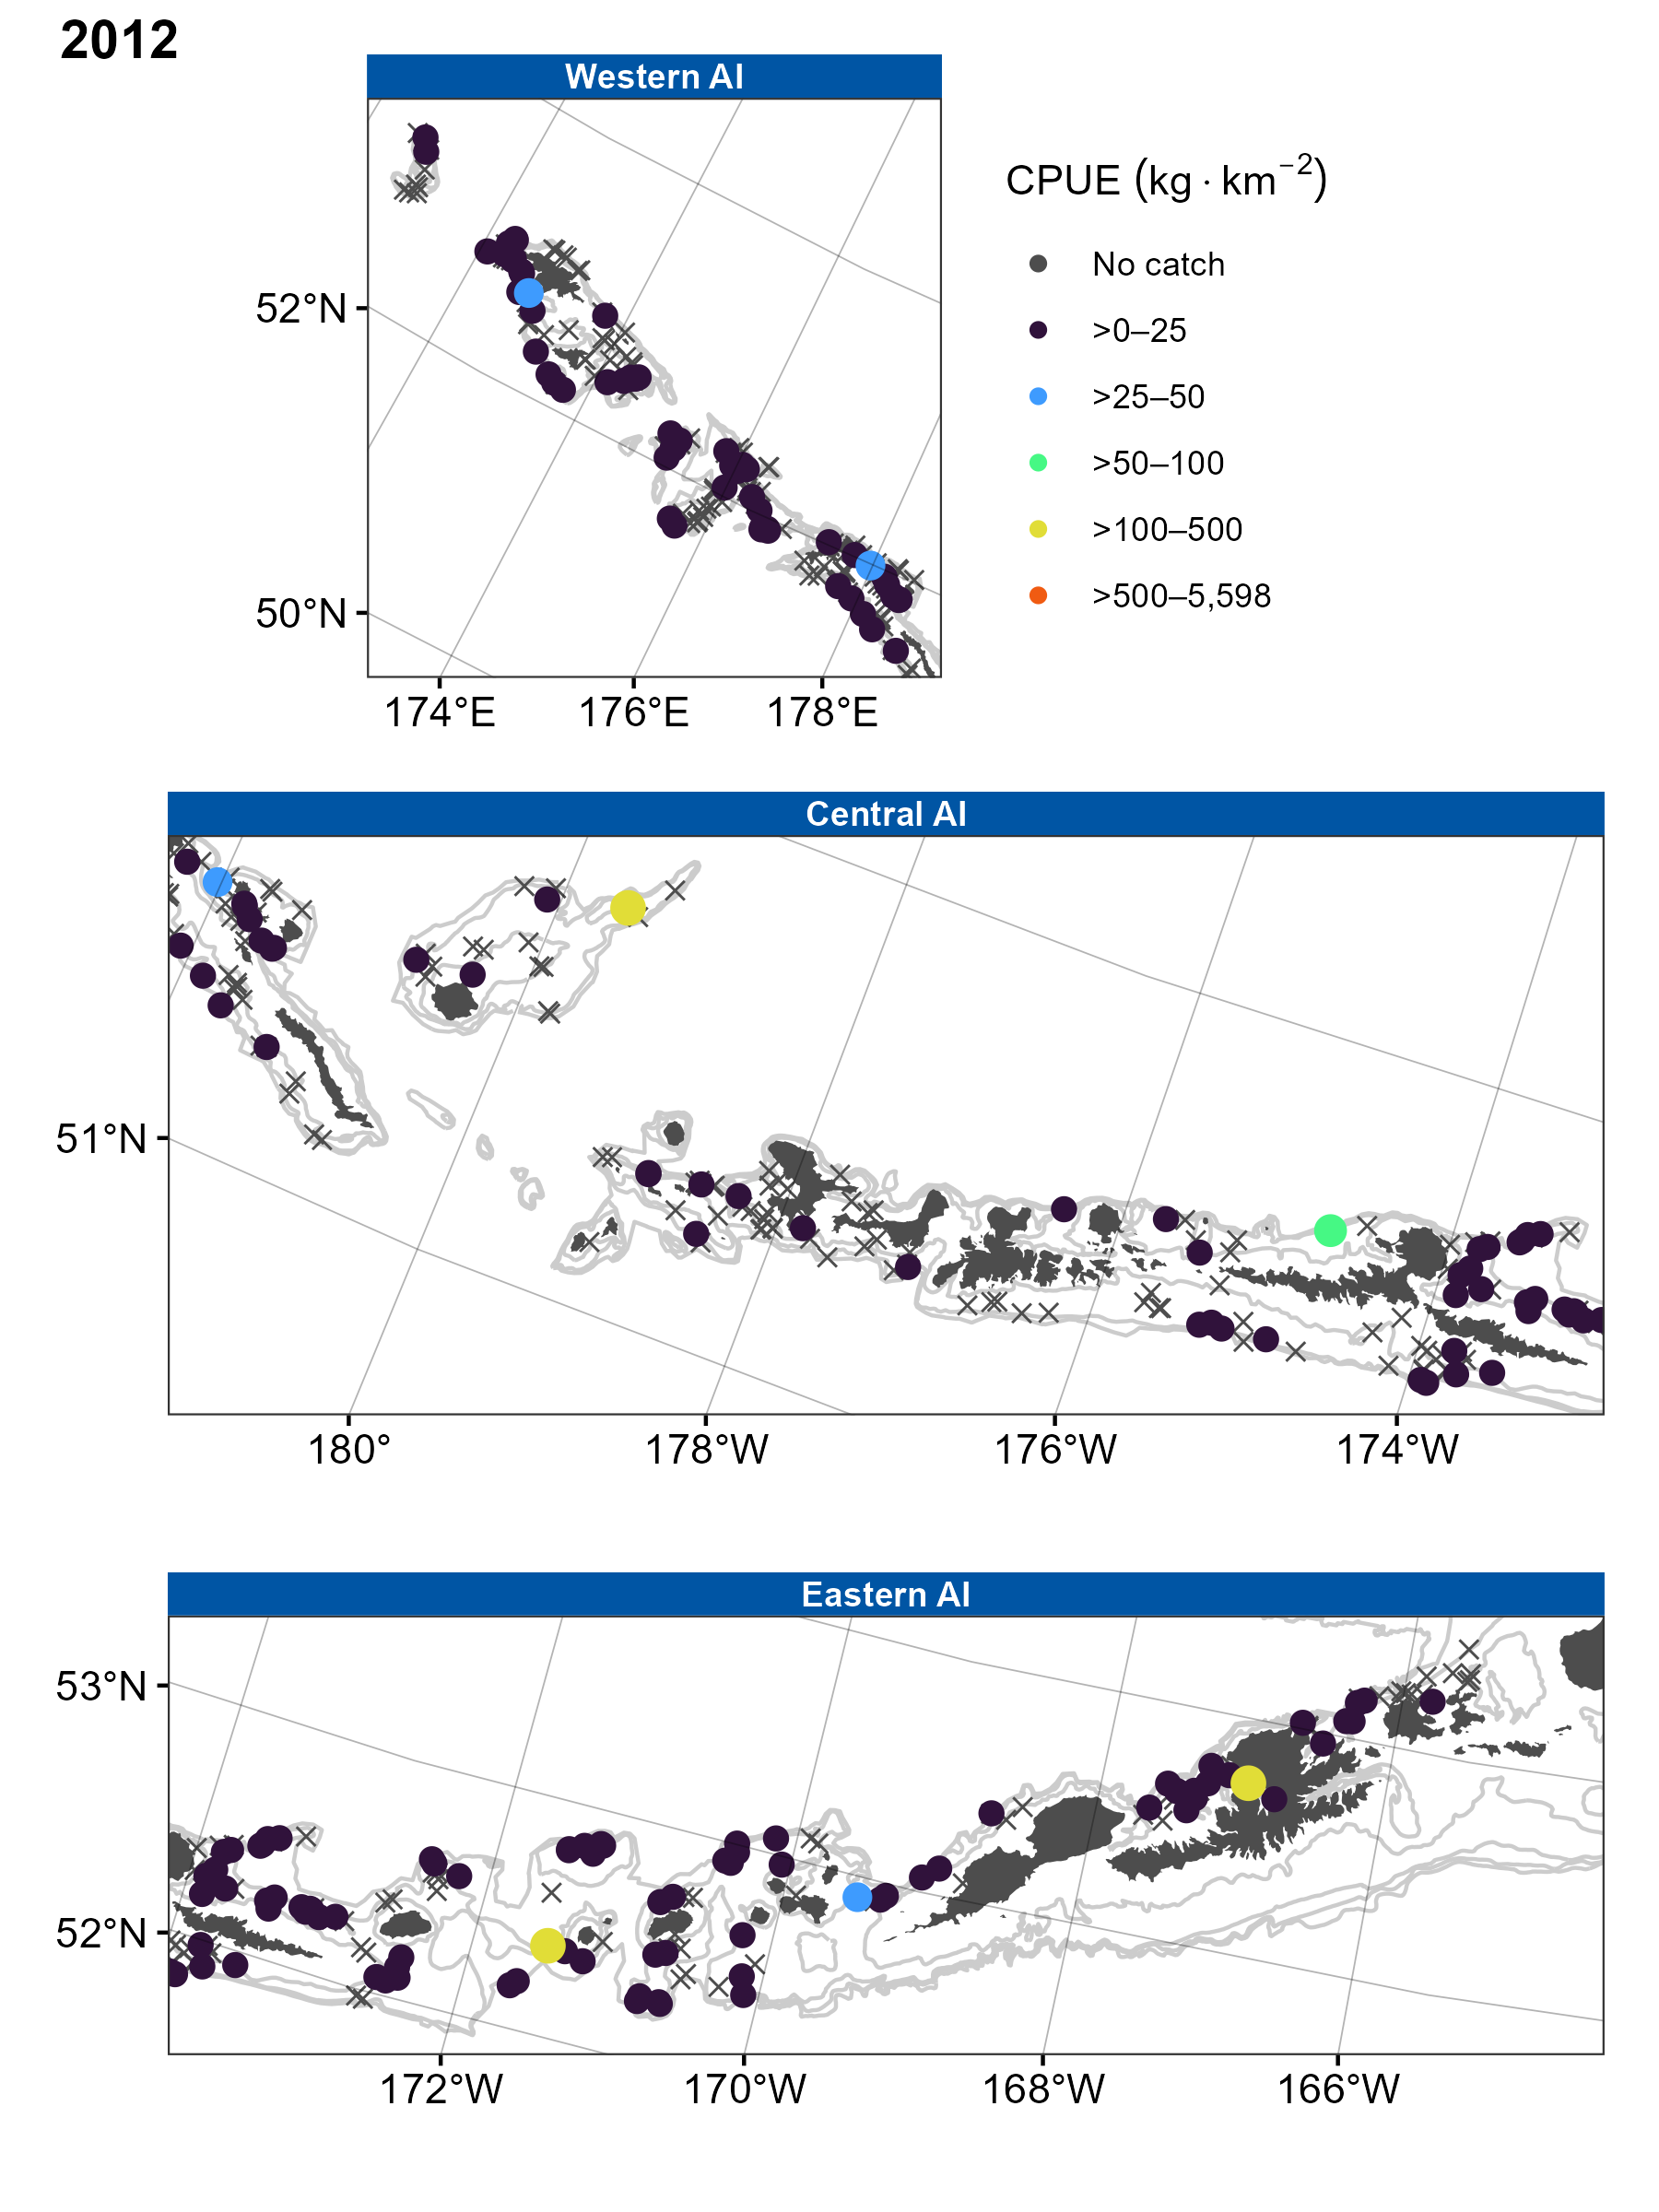 2012
Western AI
CPUE (kg · km⁻²)
No catch
>0–25
>25–50
>50–100
>100–500
>500–5,598
52°N
50°N
174°E 176°E 178°E
Central AI
51°N
180° 178°W 176°W 174°W
Eastern AI
53°N
52°N
172°W 170°W 168°W 166°W